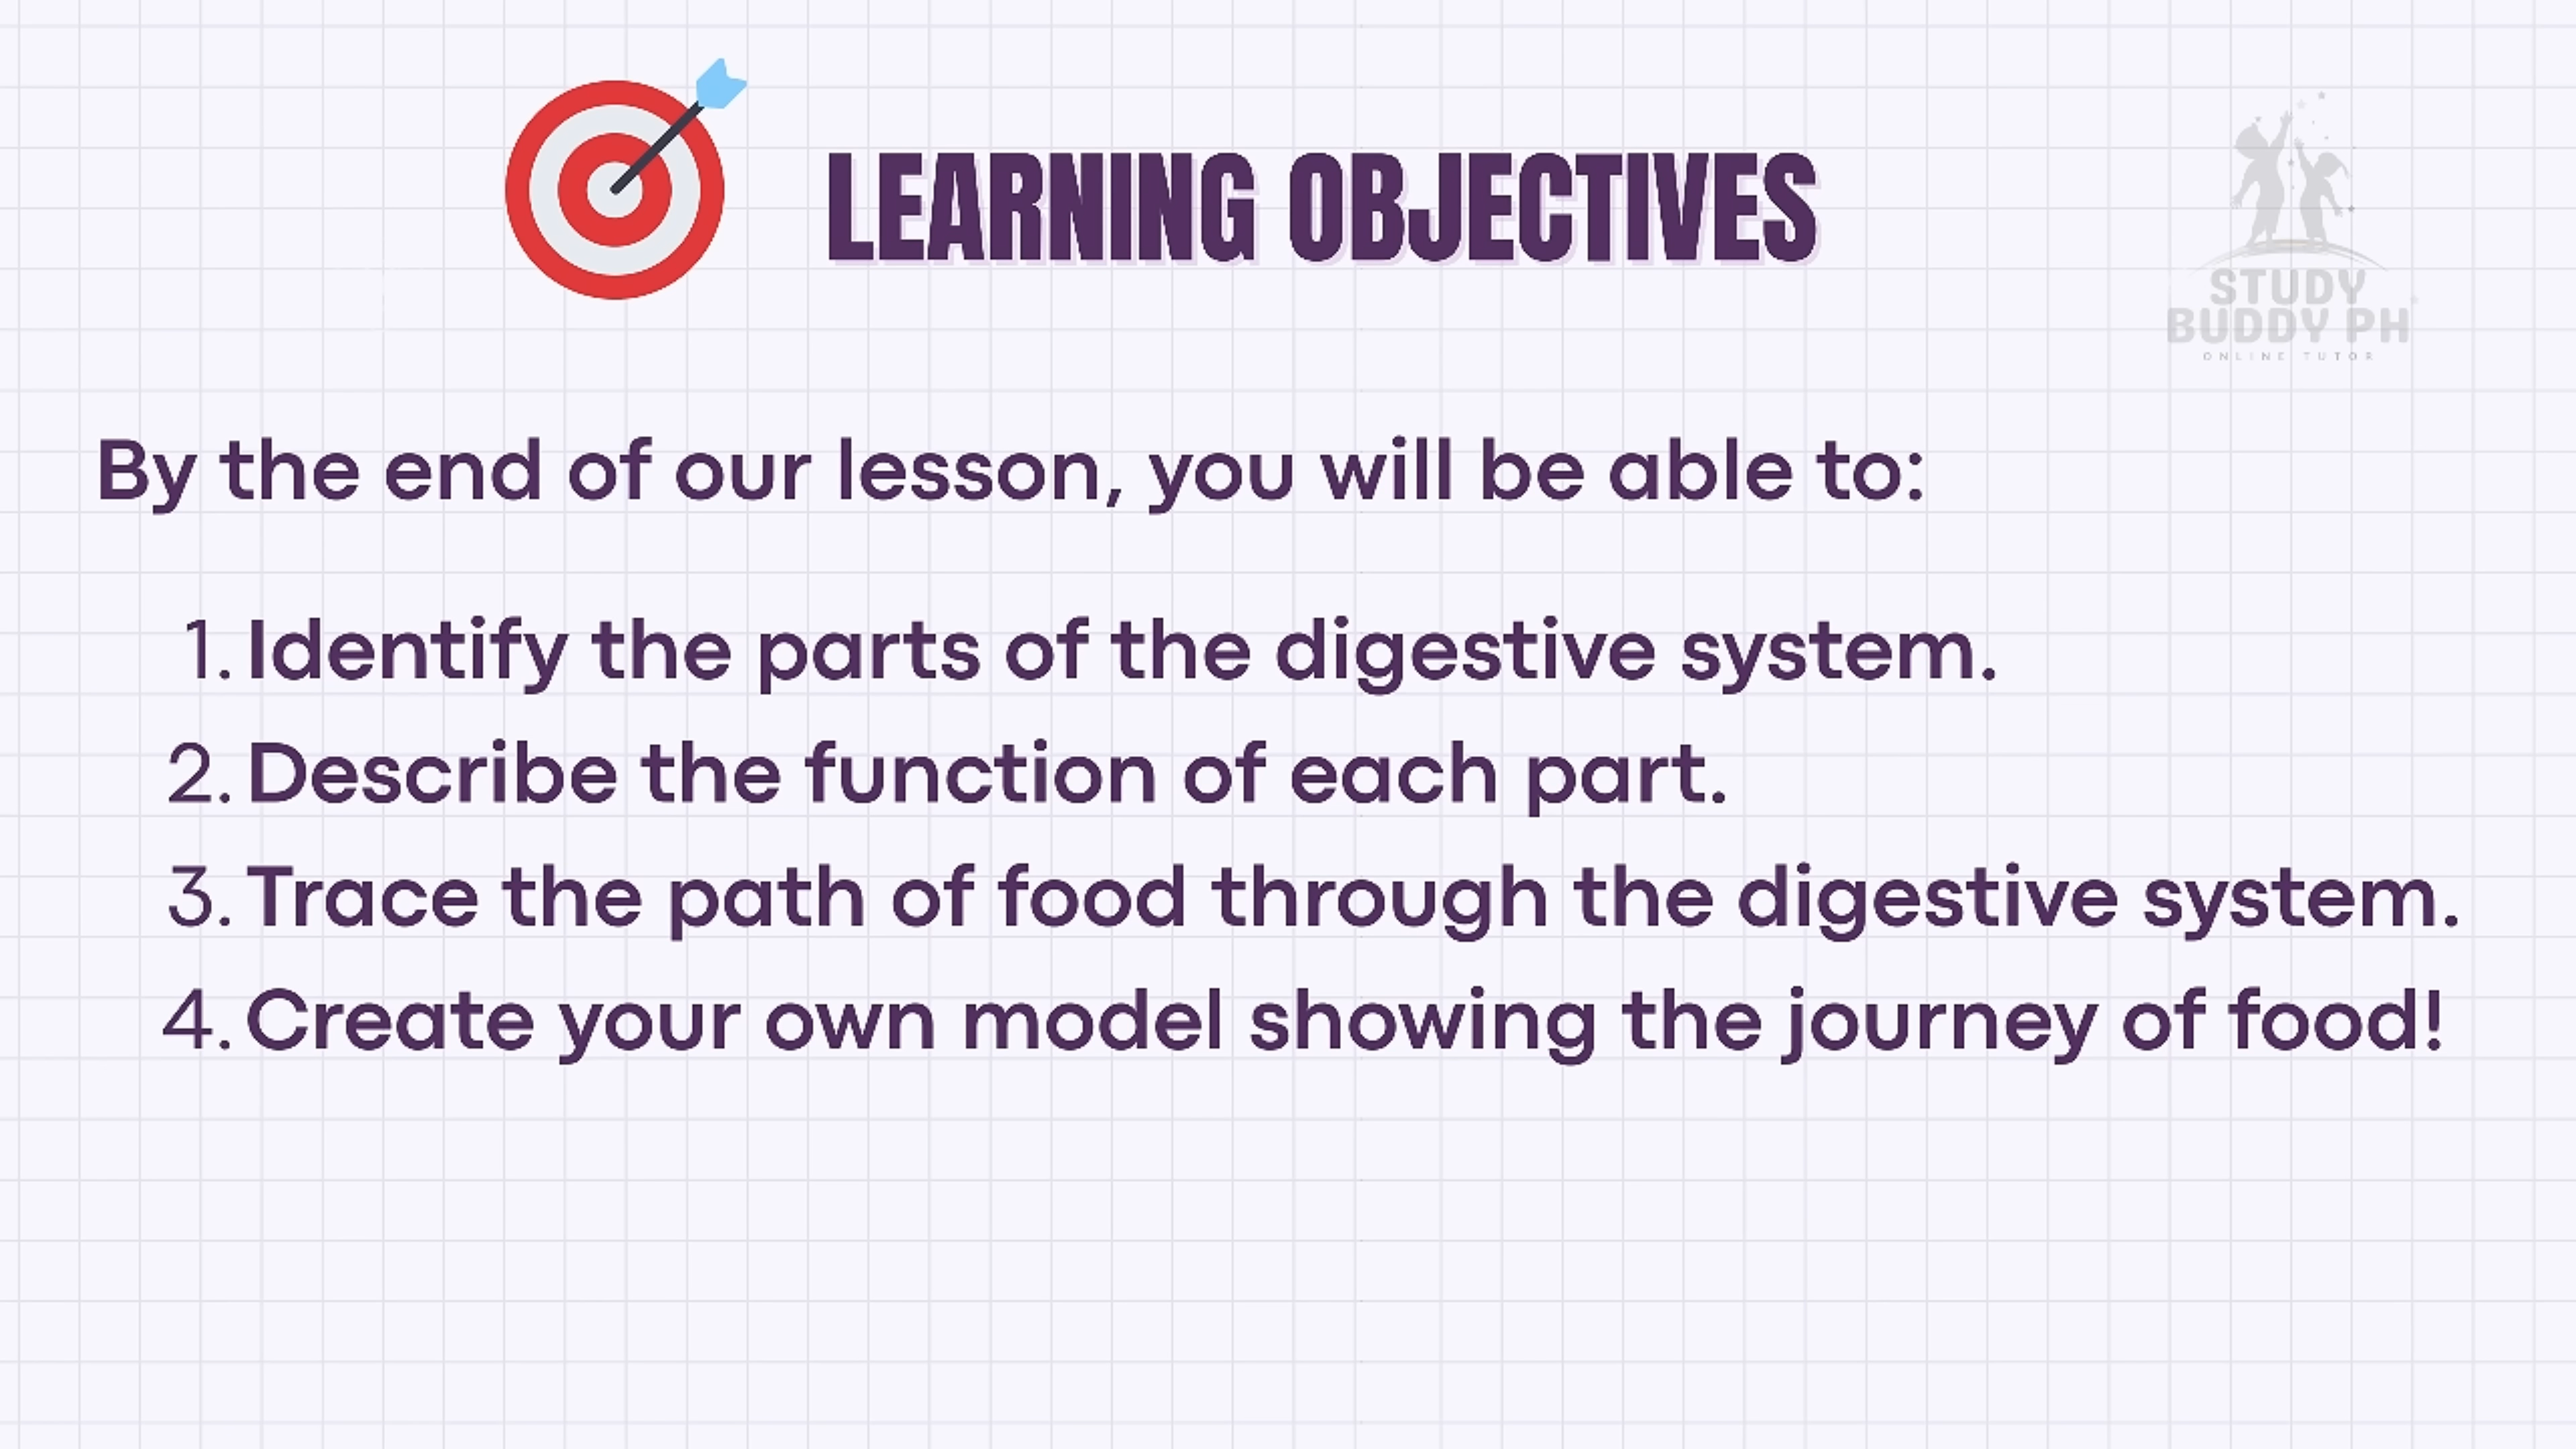 LEARNING OBJECTIVES
STUDY
BUDDY PH
ONLINE TUTOR
By the end of our lesson, you will be able to:
1. Identify the parts of the digestive system.
2. Describe the function of each part.
3. Trace the path of food through the digestive system.
4. Create your own model showing the journey of food!